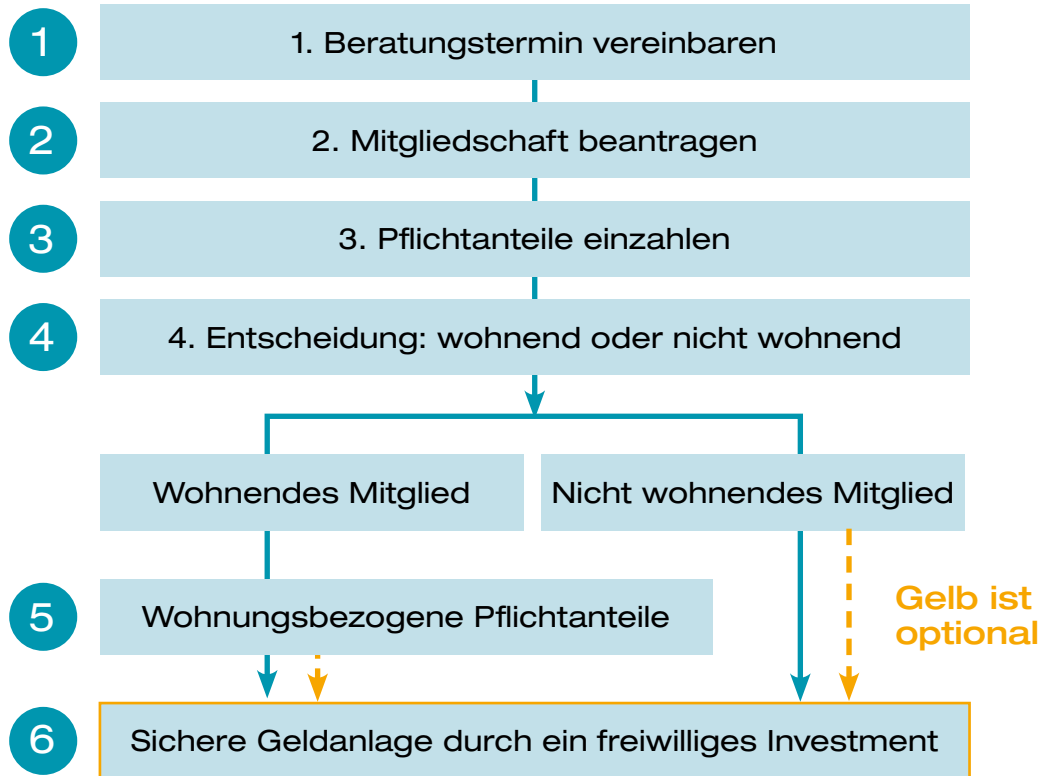 1
1. Beratungstermin vereinbaren
2
2. Mitgliedschaft beantragen
3
3. Pflichtanteile einzahlen
4
4. Entscheidung: wohnend oder nicht wohnend
Wohnendes Mitglied
Nicht wohnendes Mitglied
5
Wohnungsbezogene Pflichtanteile
Gelb ist
optional
6
Sichere Geldanlage durch ein freiwilliges Investment